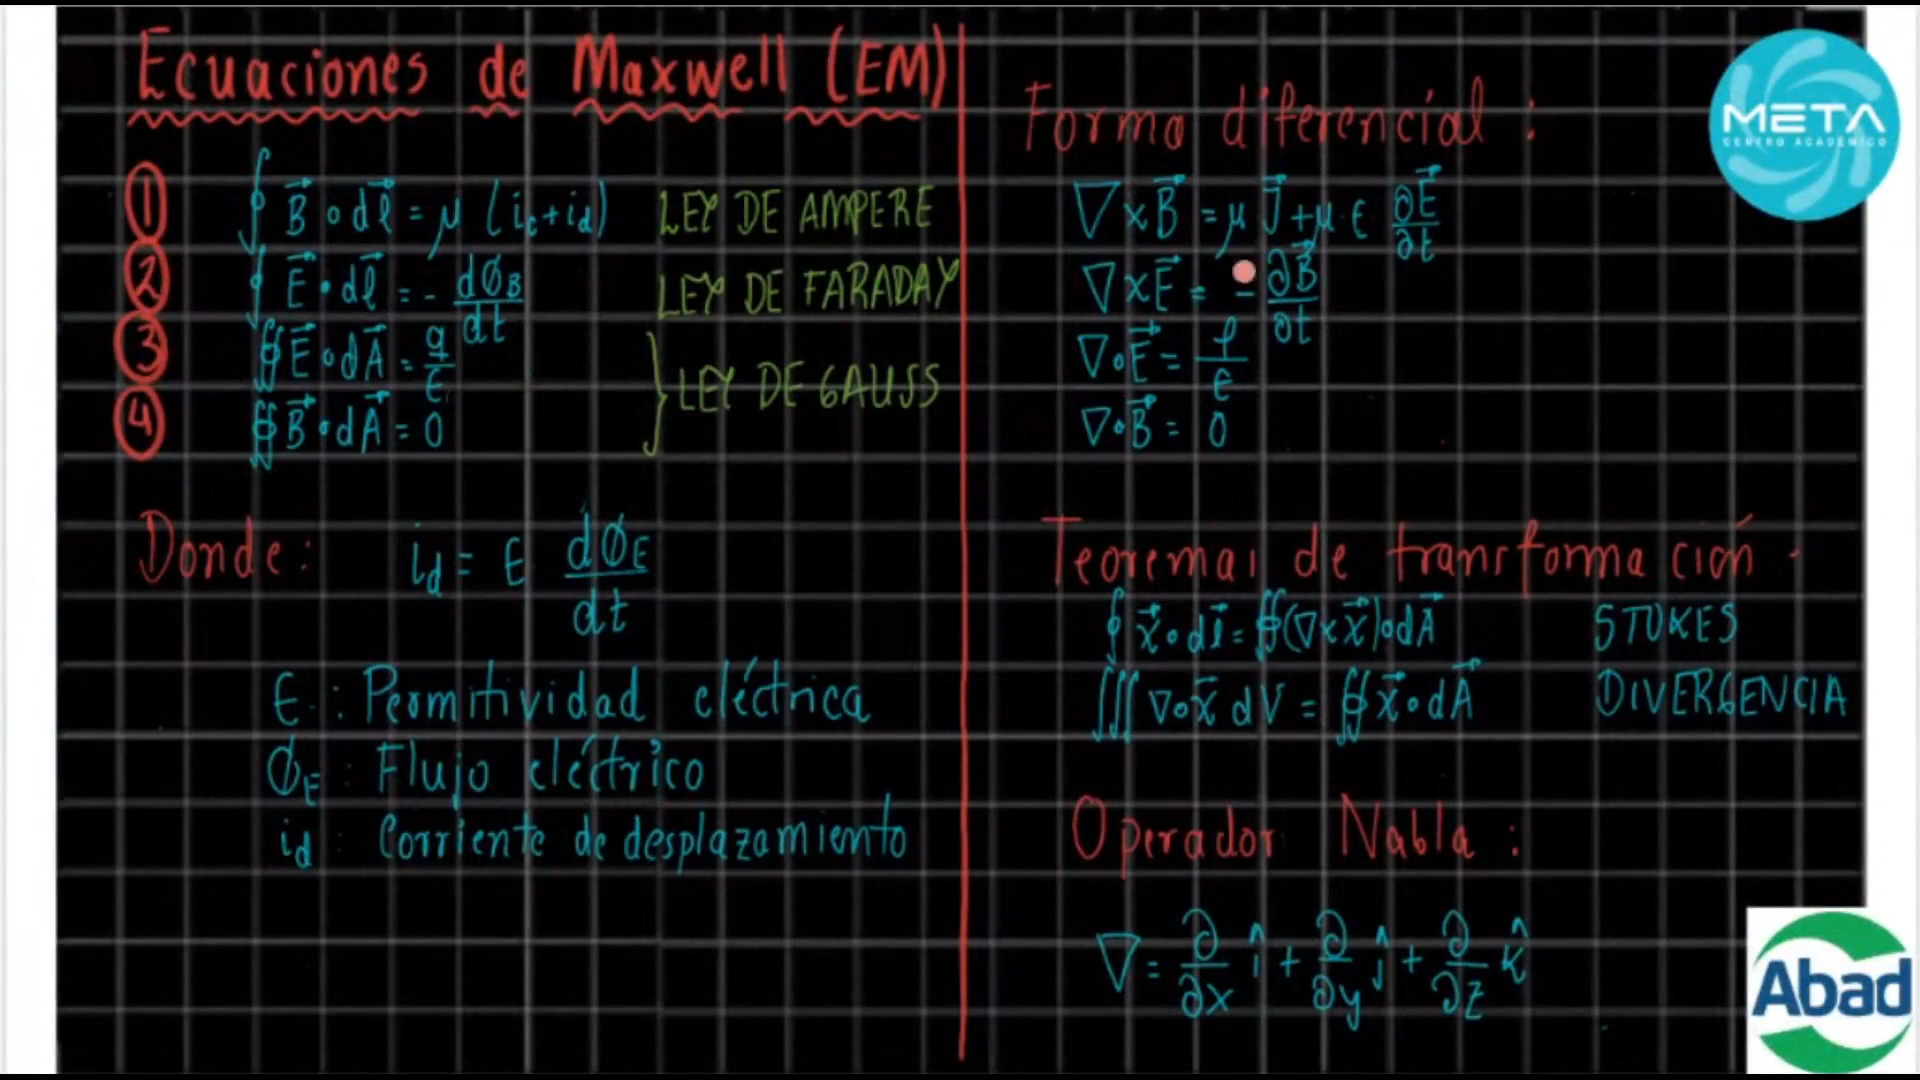 Ecuaciones de Maxwell (EM)
① ∮ B⃗ ∘ dℓ⃗ = μ (i_c + i_d) LEY DE AMPERE
② ∮ E⃗ • dℓ⃗ = - dØ_B/dt LEY DE FARADAY
③ ∯ E⃗ ∘ dA⃗ = q/ε
④ ∯ B⃗ • dA⃗ = 0
} LEY DE GAUSS
Donde: i_d = ε dØ_E/dt
ε : Permitividad eléctrica
Ø_E : Flujo eléctrico
i_d : Corriente de desplazamiento
Forma diferencial :
∇ × B⃗ = μ J⃗ + μ ε ∂E⃗/∂t
∇ × E⃗ = - ∂B⃗/∂t
∇ ∘ E⃗ = ρ/ε
∇ • B⃗ = 0
Teoremas de transformación .
∮ x⃗ ∘ dl⃗ = ∯ (∇ × x⃗) ∘ dA⃗ STOKES
∭ ∇ ∘ x⃗ dV = ∯ x⃗ ∘ dA⃗ DIVERGENCIA
Operador Nabla :
∇ = ∂/∂x î + ∂/∂y ĵ + ∂/∂z k̂
META
CENTRO ACADÉMICO
Abad